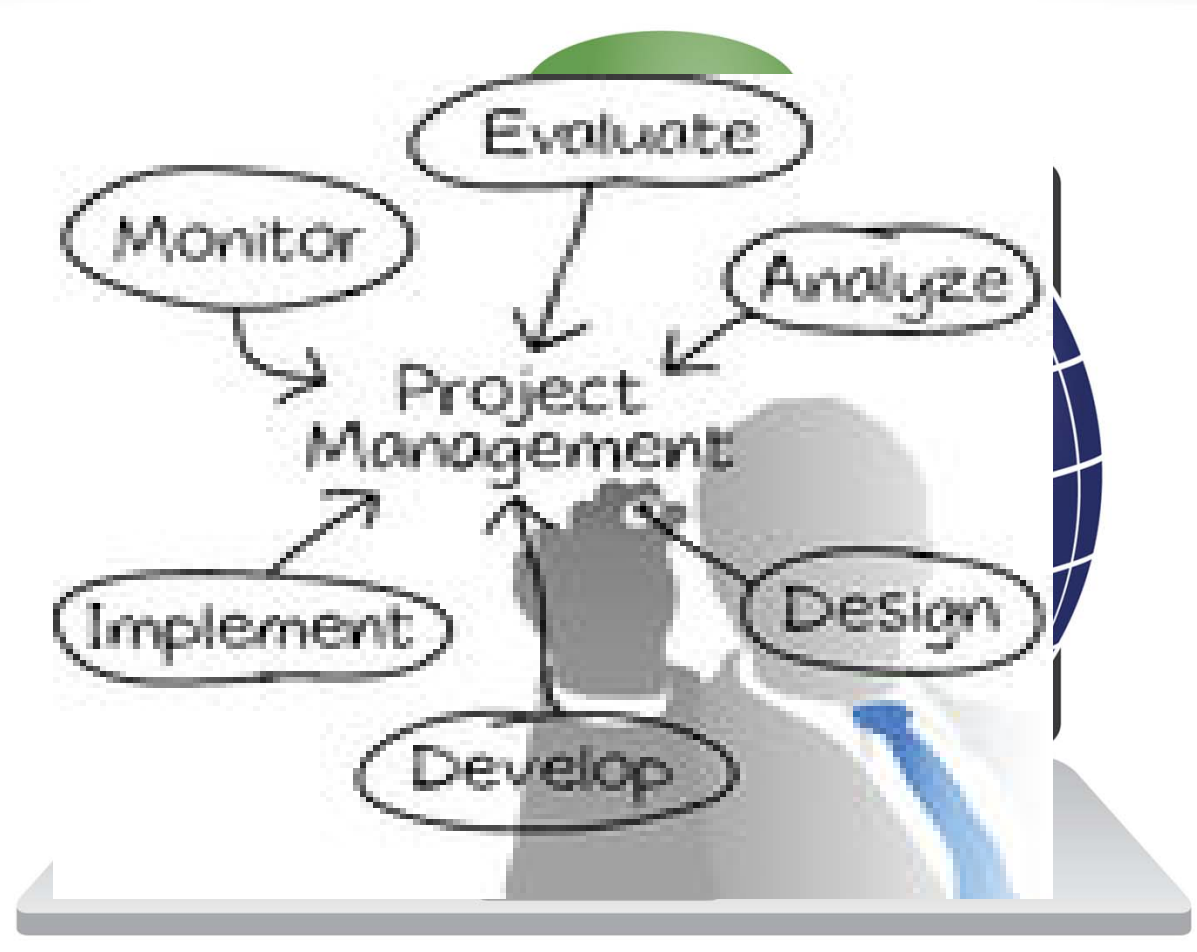 Evaluate
Monitor
Analyze
Project
Management
Implement
Design
Develop